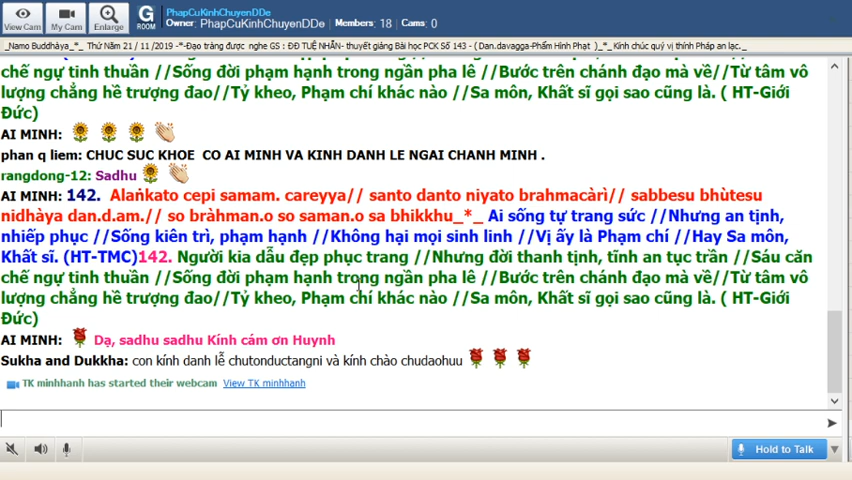 PhapCuKinhChuyenDDe
Owner: PhapCuKinhChuyenDDe Members: 18 Cams: 0
View Cam My Cam Enlarge G ROOM
_Namo Buddhàya_*_ Thứ Năm 21 / 11 /2019 -*-Đạo tràng được nghe GS : ĐĐ TUỆ NHẪN- thuyết giảng Bài học PCK Số 143 - ( Dan.davagga-Phẩm Hình Phạt )_*_ Kính chúc quý vị thính Pháp an lạc._
chế ngự tinh thuần //Sống đời phạm hạnh trong ngần pha lê //Bước trên chánh đạo mà về//Từ tâm vô
lượng chẳng hề trượng đao//Tỷ kheo, Phạm chí khác nào //Sa môn, Khất sĩ gọi sao cũng là. ( HT-Giới
Đức)
AI MINH:
phan q liem: CHUC SUC KHOE CO AI MINH VA KINH DANH LE NGAI CHANH MINH .
rangdong-12: Sadhu
AI MINH: 142. Alaṅkato cepi samam. careyya// santo danto niyato brahmacàrì// sabbesu bhùtesu
nidhàya dan.d.am.// so bràhman.o so saman.o sa bhikkhu_*_ Ai sống tự trang sức //Nhưng an tịnh,
nhiếp phục //Sống kiên trì, phạm hạnh //Không hại mọi sinh linh //Vị ấy là Phạm chí //Hay Sa môn,
Khất sĩ. (HT-TMC)142. Người kia dẫu đẹp phục trang //Nhưng đời thanh tịnh, tĩnh an tục trần //Sáu căn
chế ngự tinh thuần //Sống đời phạm hạnh trong ngần pha lê //Bước trên chánh đạo mà về//Từ tâm vô
lượng chẳng hề trượng đao//Tỷ kheo, Phạm chí khác nào //Sa môn, Khất sĩ gọi sao cũng là. ( HT-Giới
Đức)
AI MINH: Dạ, sadhu sadhu Kính cám ơn Huynh
Sukha and Dukkha: con kính danh lễ chutonductangni và kính chào chudaohuu
TK minhhanh has started their webcam View TK minhhanh
Hold to Talk